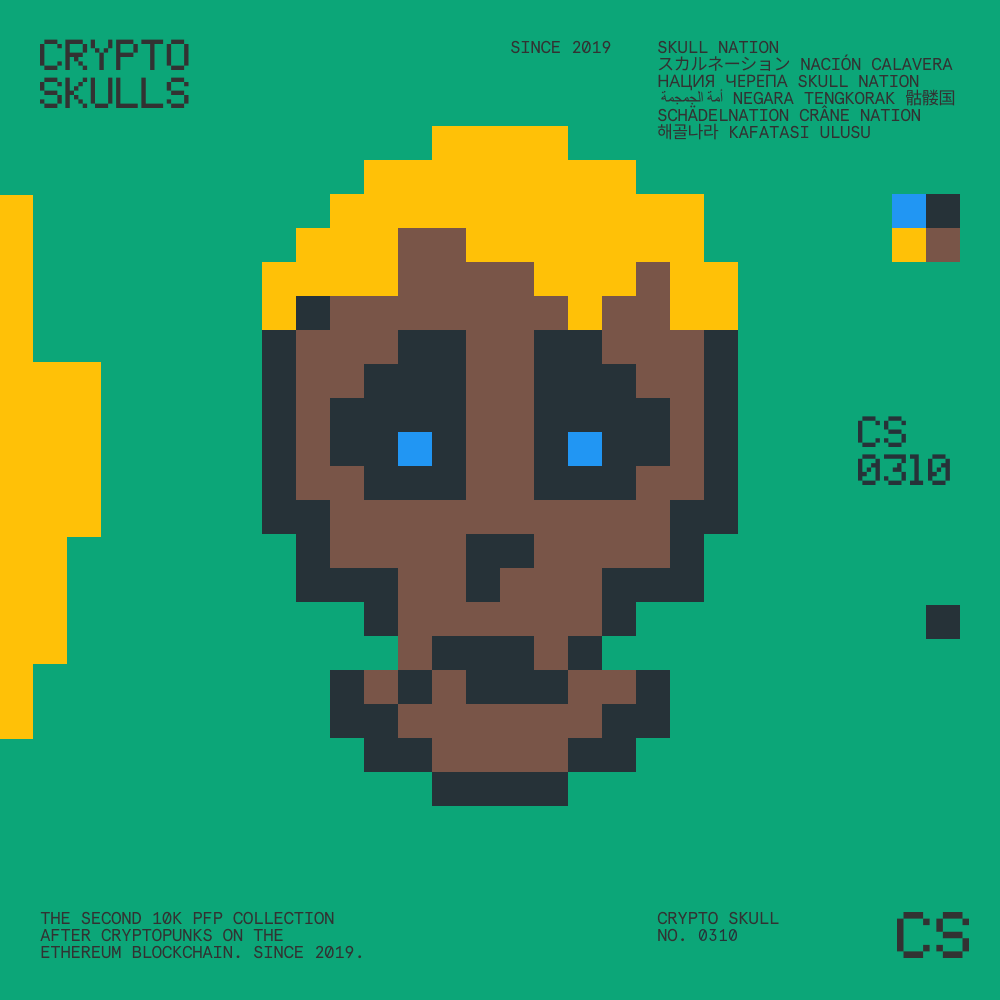 CRYPTO
SKULLS
SINCE 2019
SKULL NATION
スカルネーション NACIÓN CALAVERA
НАЦИЯ ЧЕРЕПА SKULL NATION
أمة الجمجمة NEGARA TENGKORAK 骷髅国
SCHÄDELNATION CRÂNE NATION
해골나라 KAFATASI ULUSU
CS
0310
THE SECOND 10K PFP COLLECTION
AFTER CRYPTOPUNKS ON THE
ETHEREUM BLOCKCHAIN. SINCE 2019.
CRYPTO SKULL
NO. 0310
CS